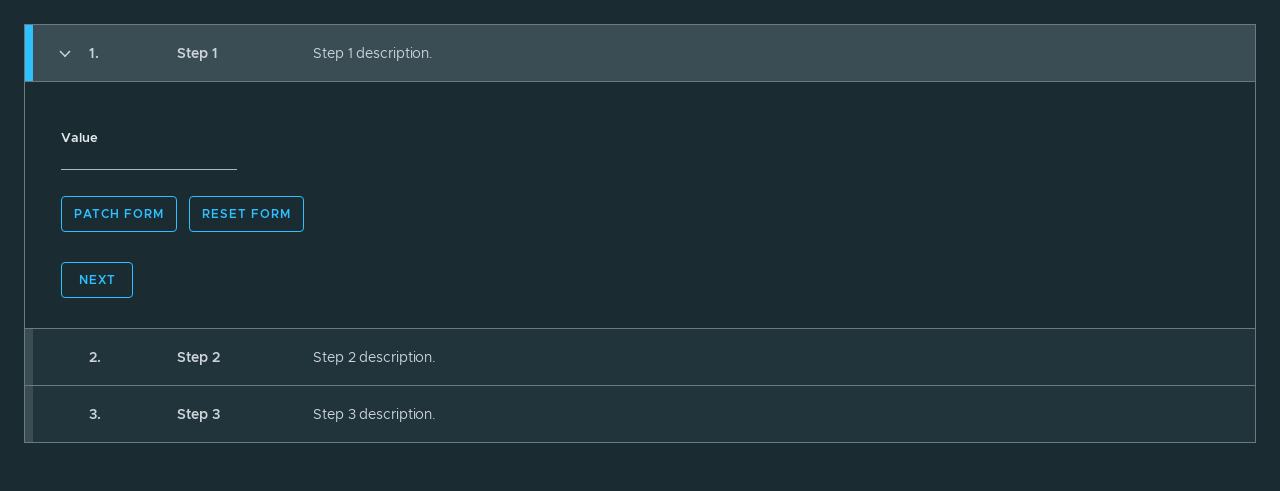 1. Step 1 Step 1 description.
Value
PATCH FORM RESET FORM
NEXT
2. Step 2 Step 2 description.
3. Step 3 Step 3 description.